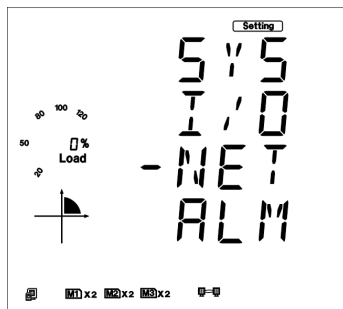 Setting
SYS
I/O
-NET
ALM
100
80
120
50
0%
Load
20
M1 X2 M2 X2 M3 X2